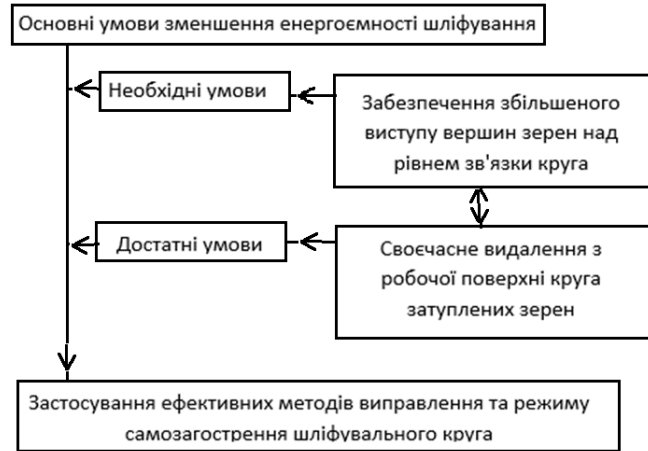 Основні умови зменшення енергоємності шліфування
Необхідні умови
Забезпечення збільшеного
виступу вершин зерен над
рівнем зв'язки круга
Достатні умови
Своєчасне видалення з
робочої поверхні круга
затуплених зерен
Застосування ефективних методів виправлення та режиму
самозагострення шліфувального круга